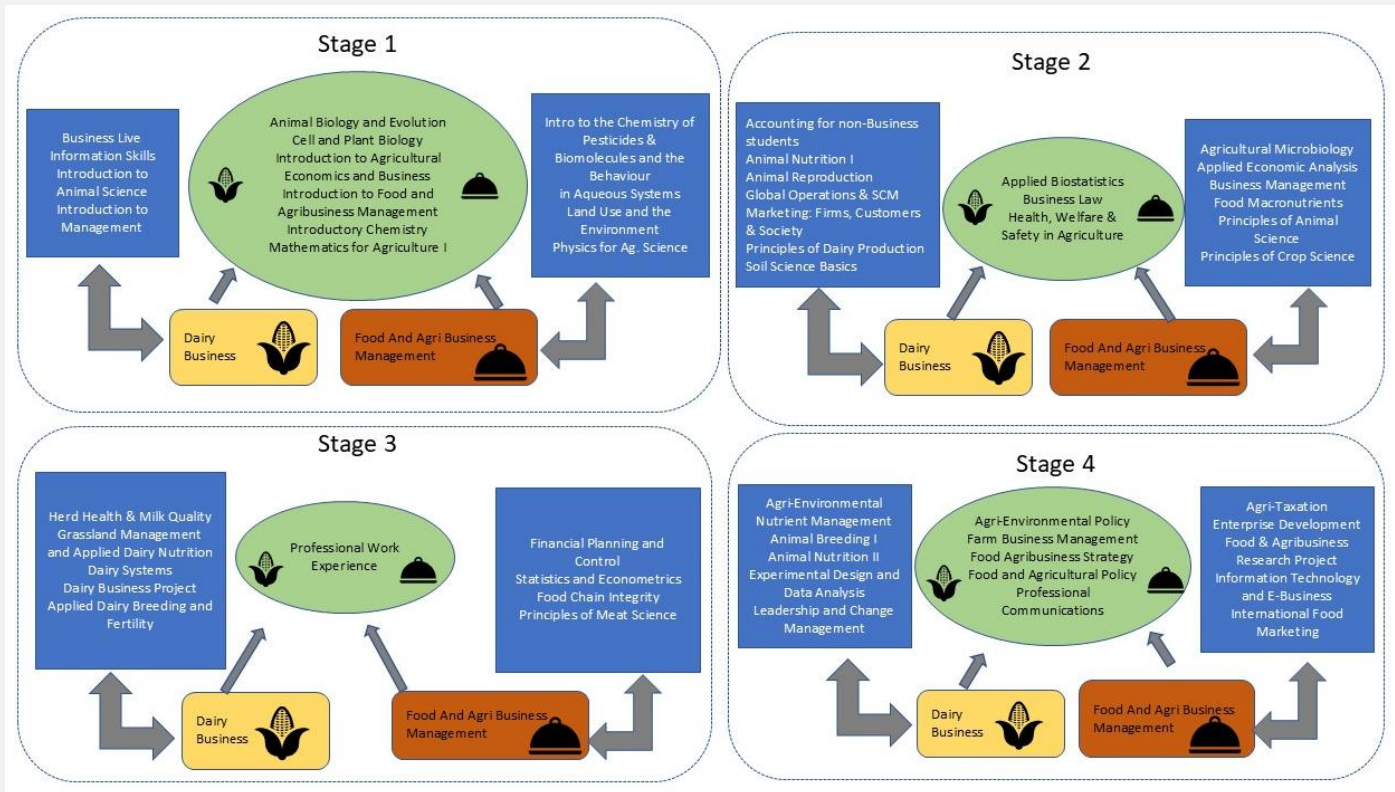 Stage 1
Business Live
Information Skills
Introduction to
Animal Science
Introduction to
Management
Animal Biology and Evolution
Cell and Plant Biology
Introduction to Agricultural
Economics and Business
Introduction to Food and
Agribusiness Management
Introductory Chemistry
Mathematics for Agriculture I
Intro to the Chemistry of
Pesticides &
Biomolecules and the
Behaviour
in Aqueous Systems
Land Use and the
Environment
Physics for Ag. Science
Dairy
Business
Food And Agri Business
Management
Stage 2
Accounting for non-Business
students
Animal Nutrition I
Animal Reproduction
Global Operations & SCM
Marketing: Firms, Customers
& Society
Principles of Dairy Production
Soil Science Basics
Applied Biostatistics
Business Law
Health, Welfare &
Safety in Agriculture
Agricultural Microbiology
Applied Economic Analysis
Business Management
Food Macronutrients
Principles of Animal
Science
Principles of Crop Science
Dairy
Business
Food And Agri Business
Management
Stage 3
Herd Health & Milk Quality
Grassland Management
and Applied Dairy Nutrition
Dairy Systems
Dairy Business Project
Applied Dairy Breeding and
Fertility
Professional Work
Experience
Financial Planning and
Control
Statistics and Econometrics
Food Chain Integrity
Principles of Meat Science
Dairy
Business
Food And Agri Business
Management
Stage 4
Agri-Environmental
Nutrient Management
Animal Breeding I
Animal Nutrition II
Experimental Design and
Data Analysis
Leadership and Change
Management
Agri-Environmental Policy
Farm Business Management
Food Agribusiness Strategy
Food and Agricultural Policy
Professional
Communications
Agri-Taxation
Enterprise Development
Food & Agribusiness
Research Project
Information Technology
and E-Business
International Food
Marketing
Dairy
Business
Food And Agri Business
Management